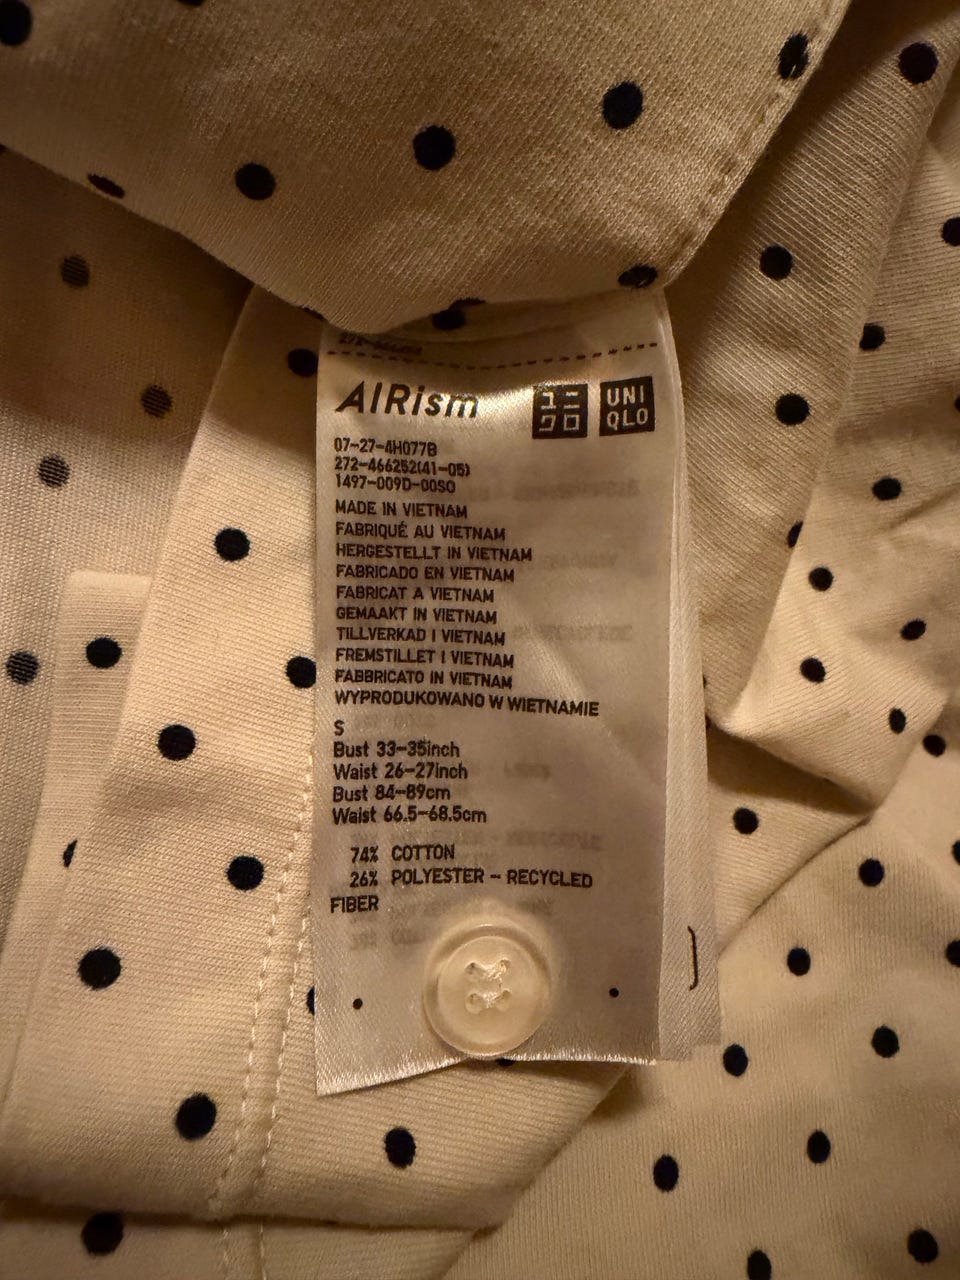 AIRism ユニクロ UNIQLO
07-27-4H077B
272-466252(41-05)
1497-009D-00SO
MADE IN VIETNAM
FABRIQUÉ AU VIETNAM
HERGESTELLT IN VIETNAM
FABRICADO EN VIETNAM
FABRICAT A VIETNAM
GEMAAKT IN VIETNAM
TILLVERKAD I VIETNAM
FREMSTILLET I VIETNAM
FABBRICATO IN VIETNAM
WYPRODUKOWANO W WIETNAMIE
S
Bust 33-35inch
Waist 26-27inch
Bust 84-89cm
Waist 66.5-68.5cm
74% COTTON
26% POLYESTER - RECYCLED
FIBER